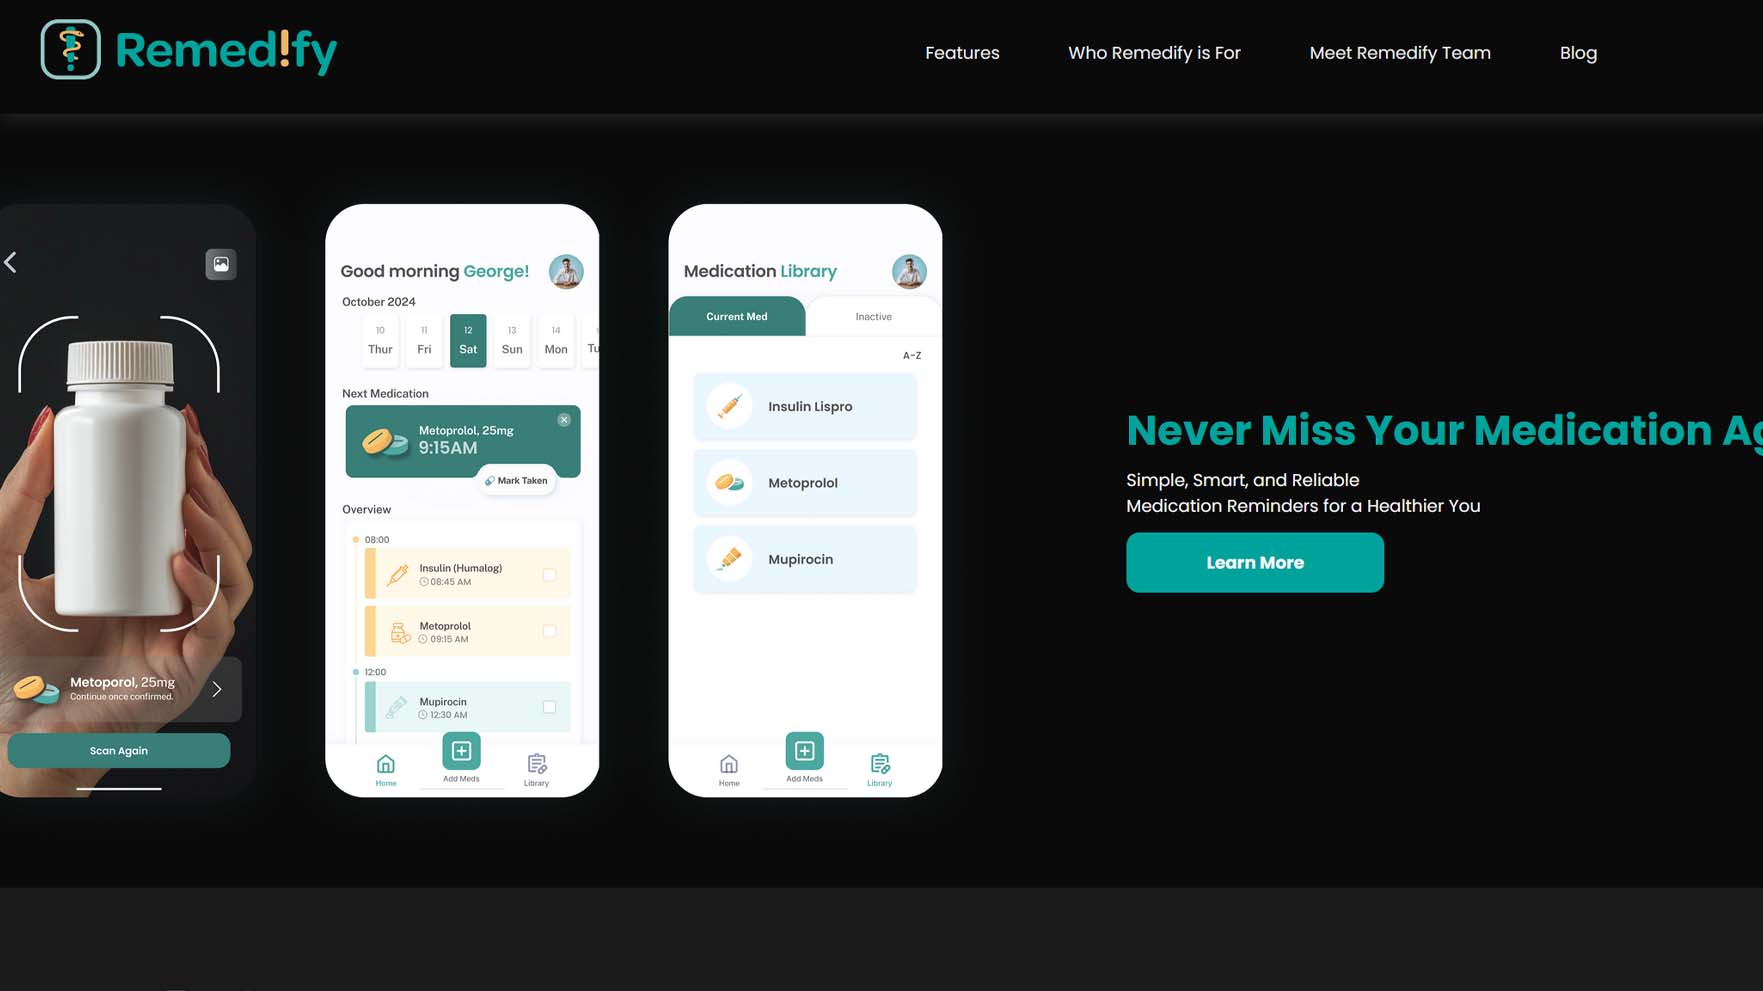 Remed!fy
Features
Who Remedify is For
Meet Remedify Team
Blog
Metoporol, 25mg
Continue once confirmed.
Scan Again
Good morning George!
October 2024
10 11 12 13 14
Thur Fri Sat Sun Mon Tu
Next Medication
Metoprolol, 25mg
9:15AM
Mark Taken
Overview
08:00
Insulin (Humalog)
08:45 AM
Metoprolol
09:15 AM
12:00
Mupirocin
12:30 AM
Home
Add Meds
Library
Medication Library
Current Med
Inactive
A-Z
Insulin Lispro
Metoprolol
Mupirocin
Home
Add Meds
Library
Never Miss Your Medication Ag
Simple, Smart, and Reliable
Medication Reminders for a Healthier You
Learn More